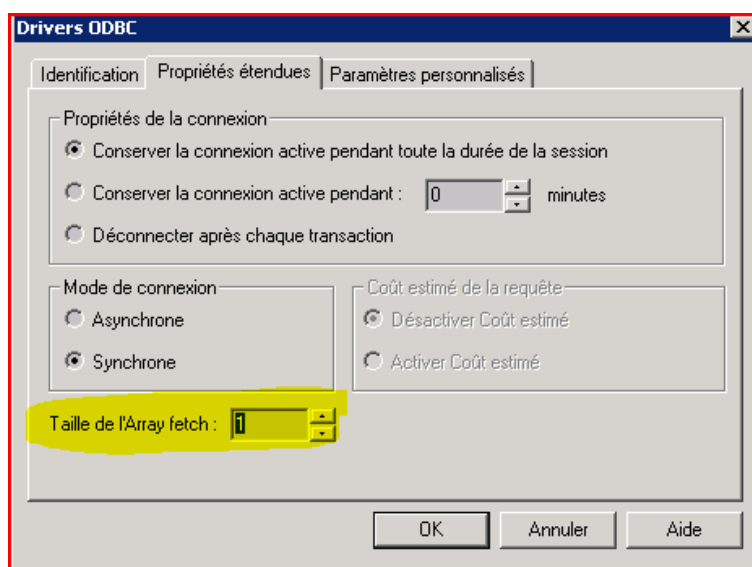 Drivers ODBC
Identification Propriétés étendues Paramètres personnalisés
Propriétés de la connexion
Conserver la connexion active pendant toute la durée de la session
Conserver la connexion active pendant : 0 minutes
Déconnecter après chaque transaction
Mode de connexion
Asynchrone
Synchrone
Coût estimé de la requête
Désactiver Coût estimé
Activer Coût estimé
Taille de l'Array fetch : 1
OK Annuler Aide